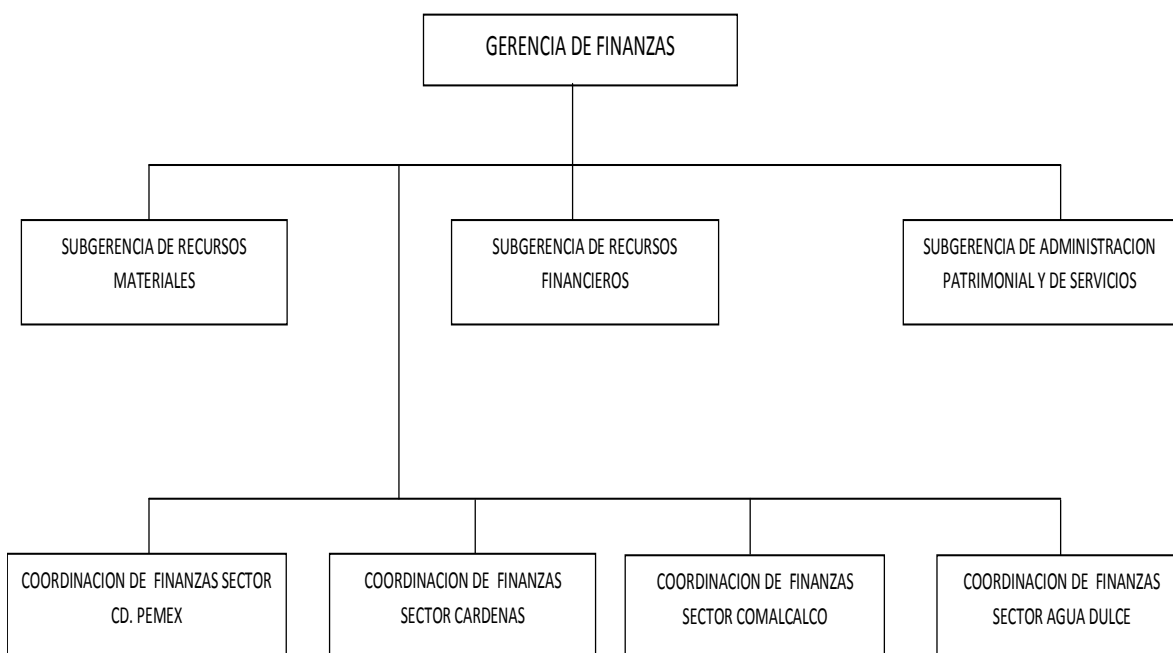 GERENCIA DE FINANZAS
SUBGERENCIA DE RECURSOS
MATERIALES
SUBGERENCIA DE RECURSOS
FINANCIEROS
SUBGERENCIA DE ADMINISTRACION
PATRIMONIAL Y DE SERVICIOS
COORDINACION DE FINANZAS SECTOR
CD. PEMEX
COORDINACION DE FINANZAS
SECTOR CARDENAS
COORDINACION DE FINANZAS
SECTOR COMALCALCO
COORDINACION DE FINANZAS
SECTOR AGUA DULCE